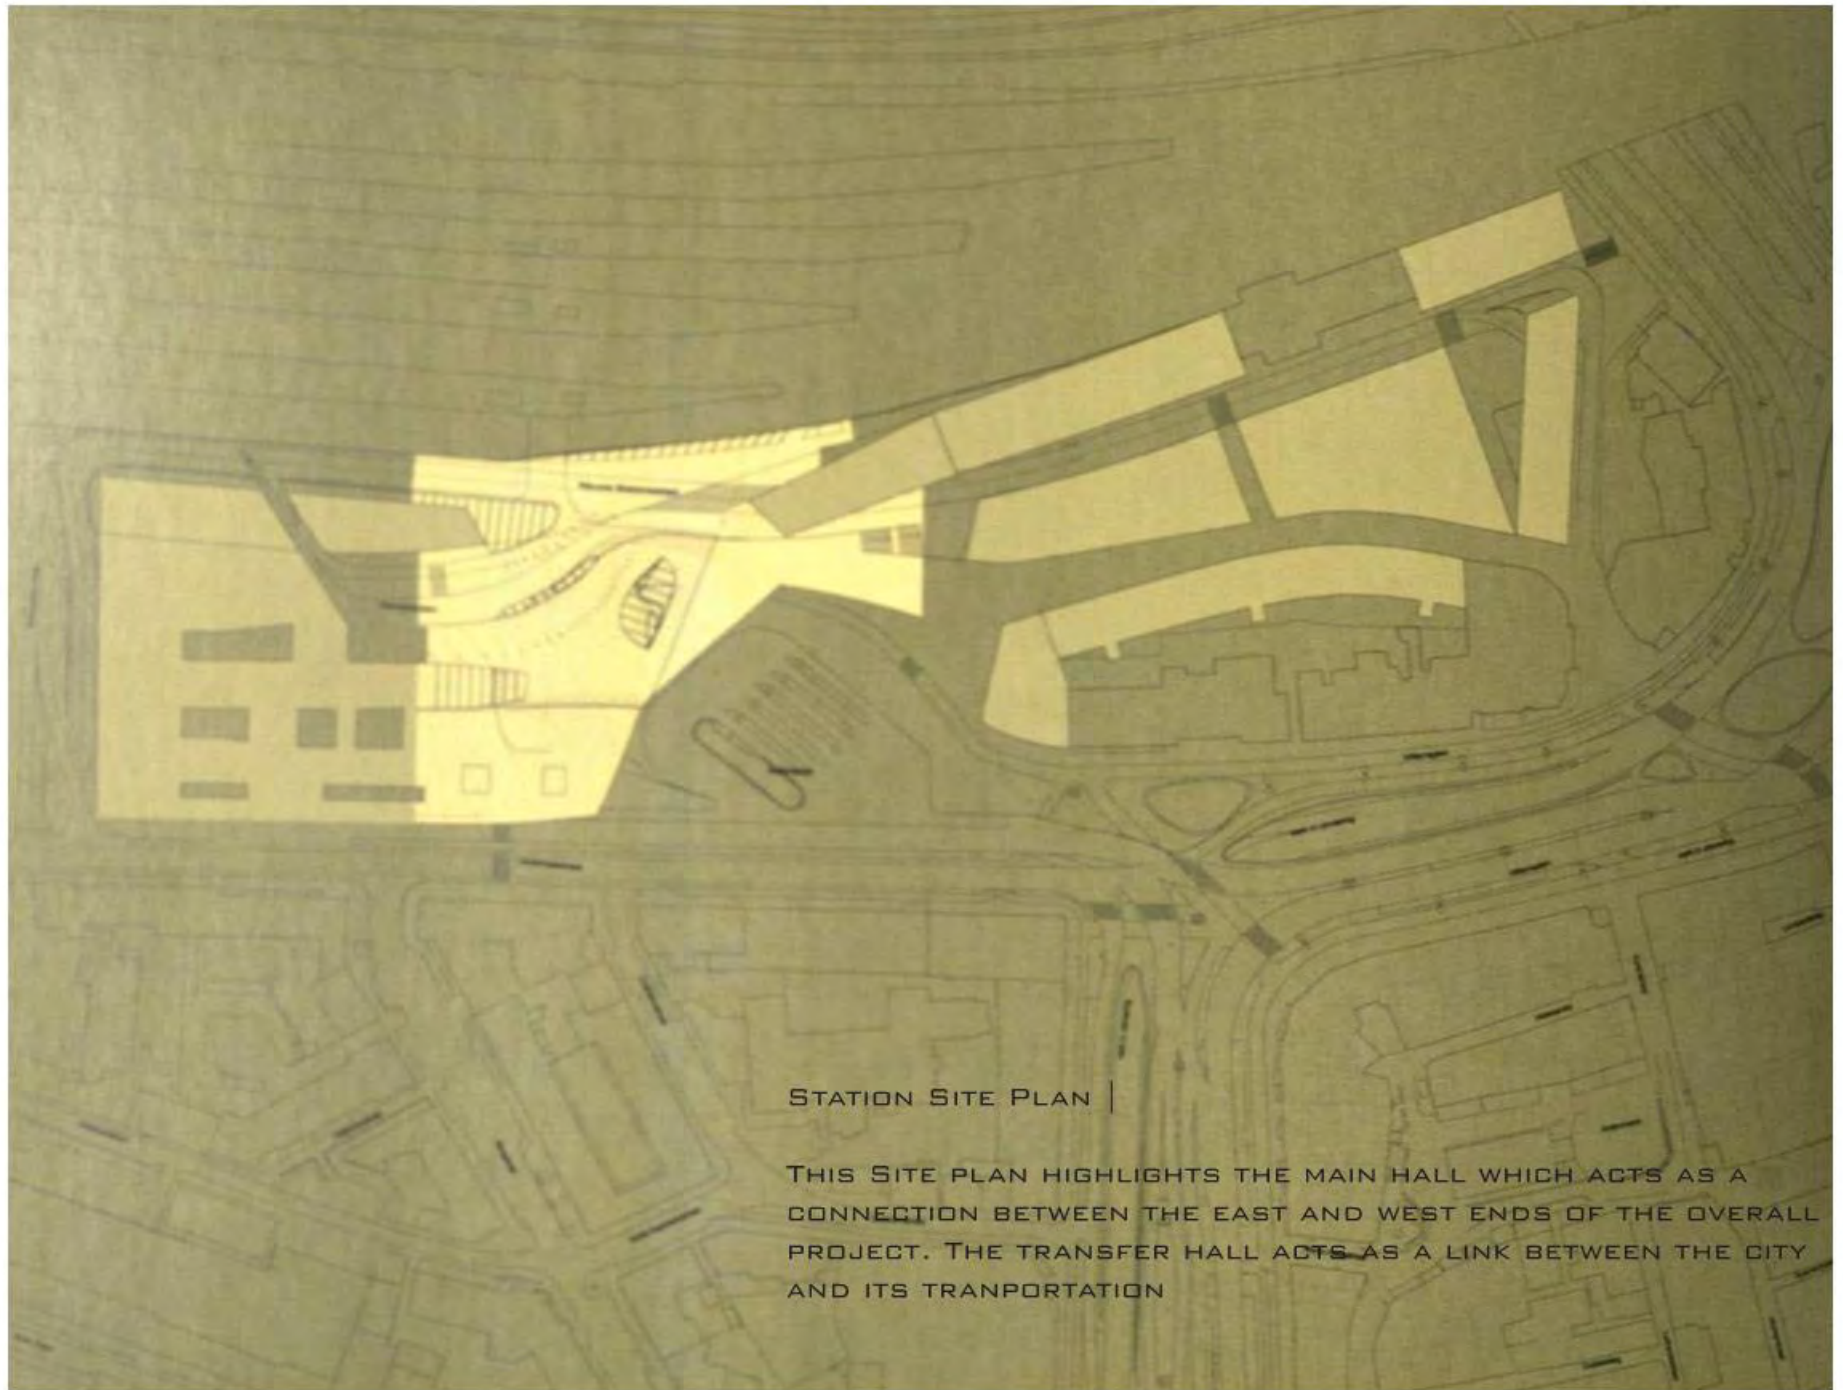 Station Site Plan |
This Site plan highlights the main hall which acts as a
connection between the east and west ends of the overall
project. The transfer hall acts as a link between the city
and its tranportation